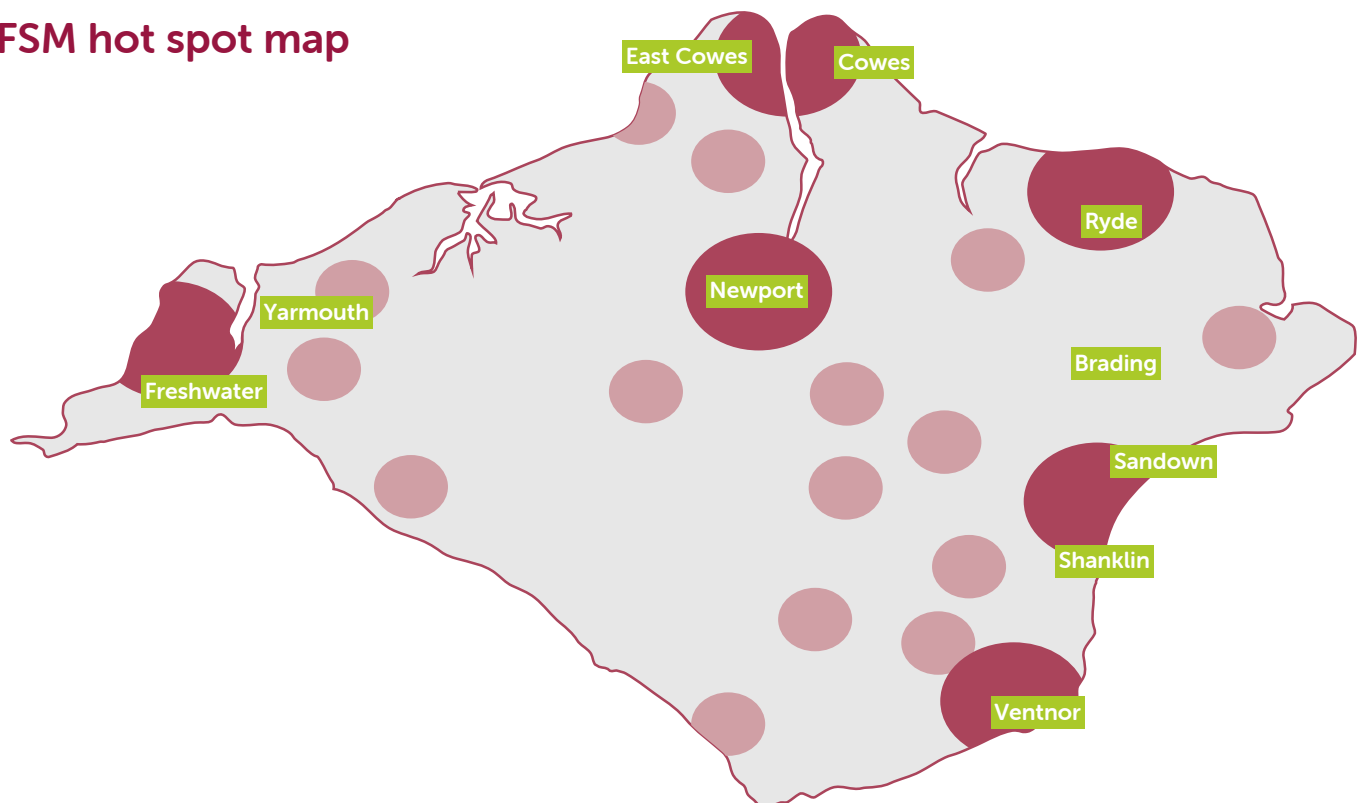 FSM hot spot map
East Cowes
Cowes
Ryde
Newport
Yarmouth
Brading
Freshwater
Sandown
Shanklin
Ventnor